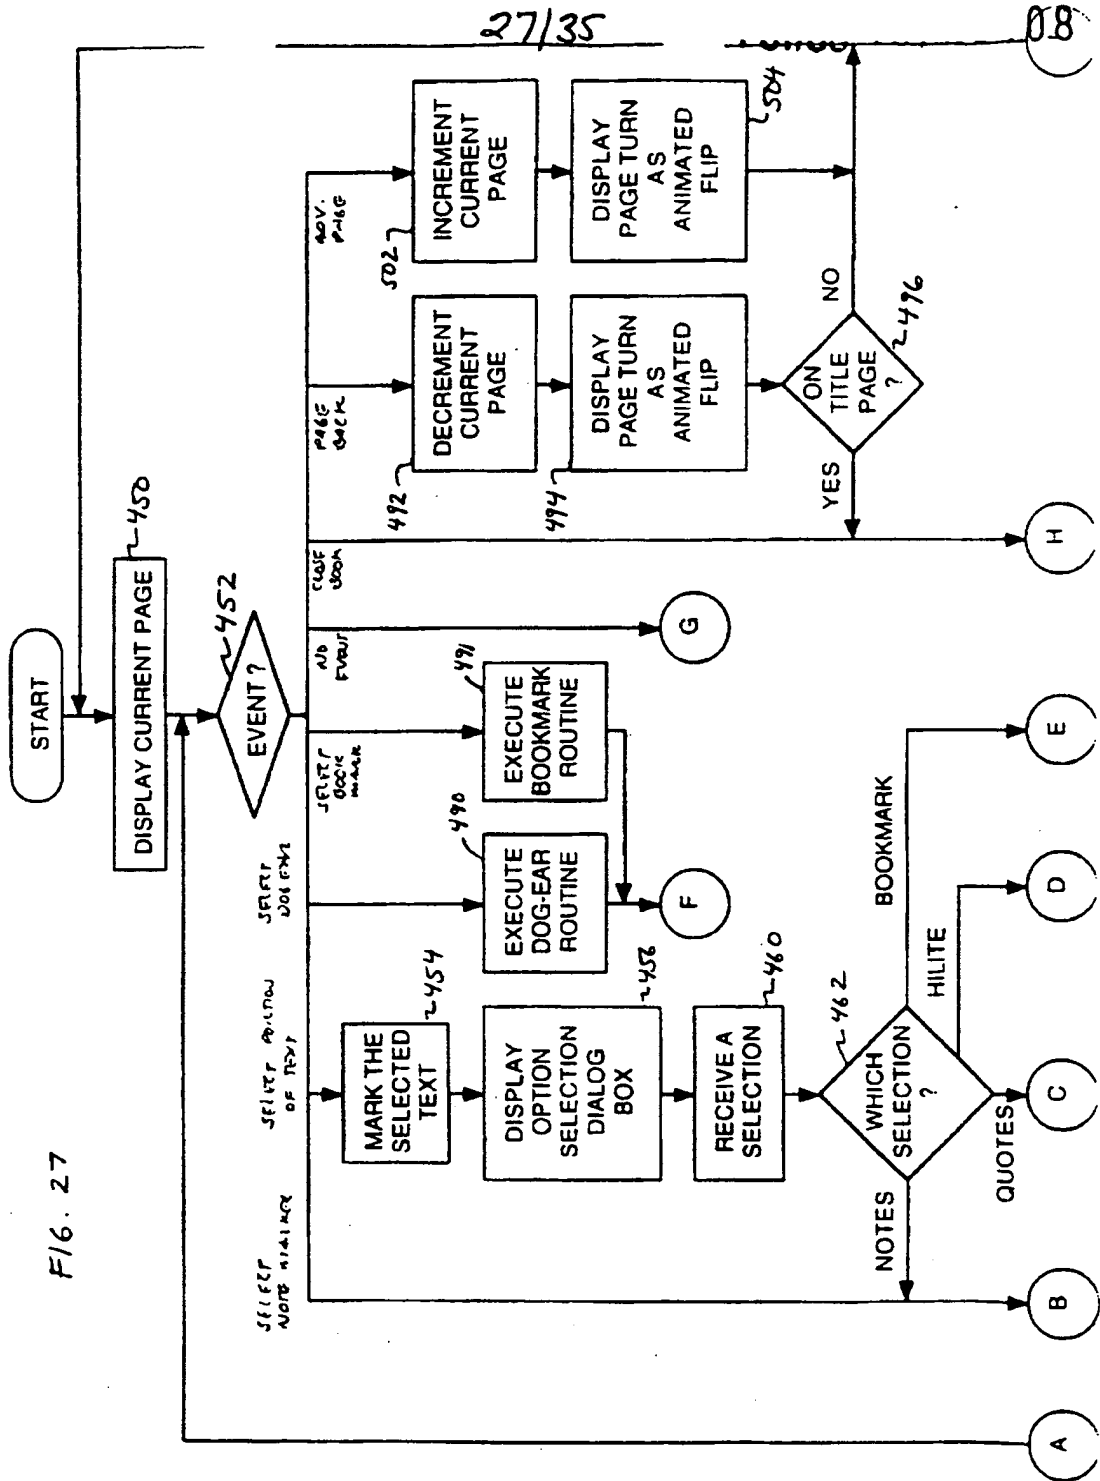 27/35
08
FIG. 27
START
DISPLAY CURRENT PAGE
450
EVENT?
452
SELECT
NOTE MARKER
SELECT PORTION
OF TEXT
SELECT
DOG EAR
SELECT
BOOK
MARK
NO
EVENT
CLOSE
BOOK
PAGE
BACK
ADV.
PAGE
MARK THE
SELECTED
TEXT
454
DISPLAY
OPTION
SELECTION
DIALOG
BOX
458
RECEIVE A
SELECTION
460
WHICH
SELECTION
?
462
NOTES
QUOTES
HILITE
BOOKMARK
EXECUTE
DOG-EAR
ROUTINE
490
EXECUTE
BOOKMARK
ROUTINE
491
DECREMENT
CURRENT
PAGE
492
DISPLAY
PAGE TURN
AS
ANIMATED
FLIP
494
ON
TITLE
PAGE
?
496
YES
NO
INCREMENT
CURRENT
PAGE
502
DISPLAY
PAGE TURN
AS
ANIMATED
FLIP
504
A
B
C
D
E
F
G
H